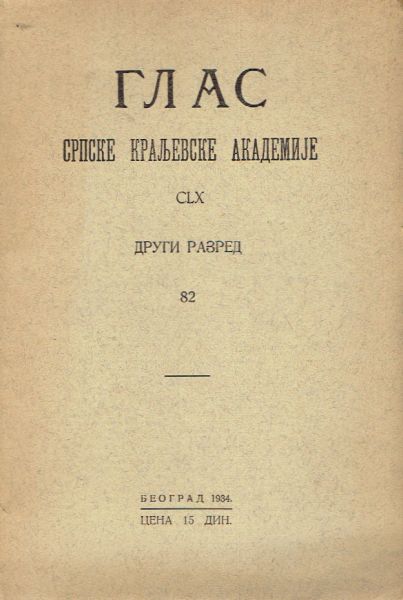 ГЛАС
СРПСКЕ КРАЉЕВСКЕ АКАДЕМИЈЕ
CLX
ДРУГИ РАЗРЕД
82
БЕОГРАД 1934.
ЦЕНА 15 ДИН.